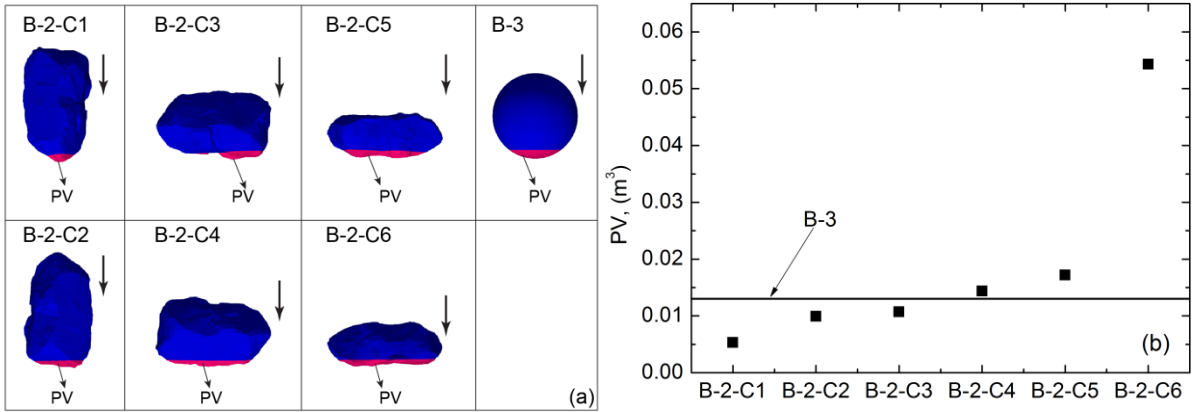 B-2-C1
B-2-C3
B-2-C5
B-3
PV
PV
PV
PV
B-2-C2
B-2-C4
B-2-C6
PV
PV
PV
(a)
PV, (m³)
0.06
0.05
0.04
0.03
0.02
0.01
0.00
B-3
(b)
B-2-C1 B-2-C2 B-2-C3 B-2-C4 B-2-C5 B-2-C6